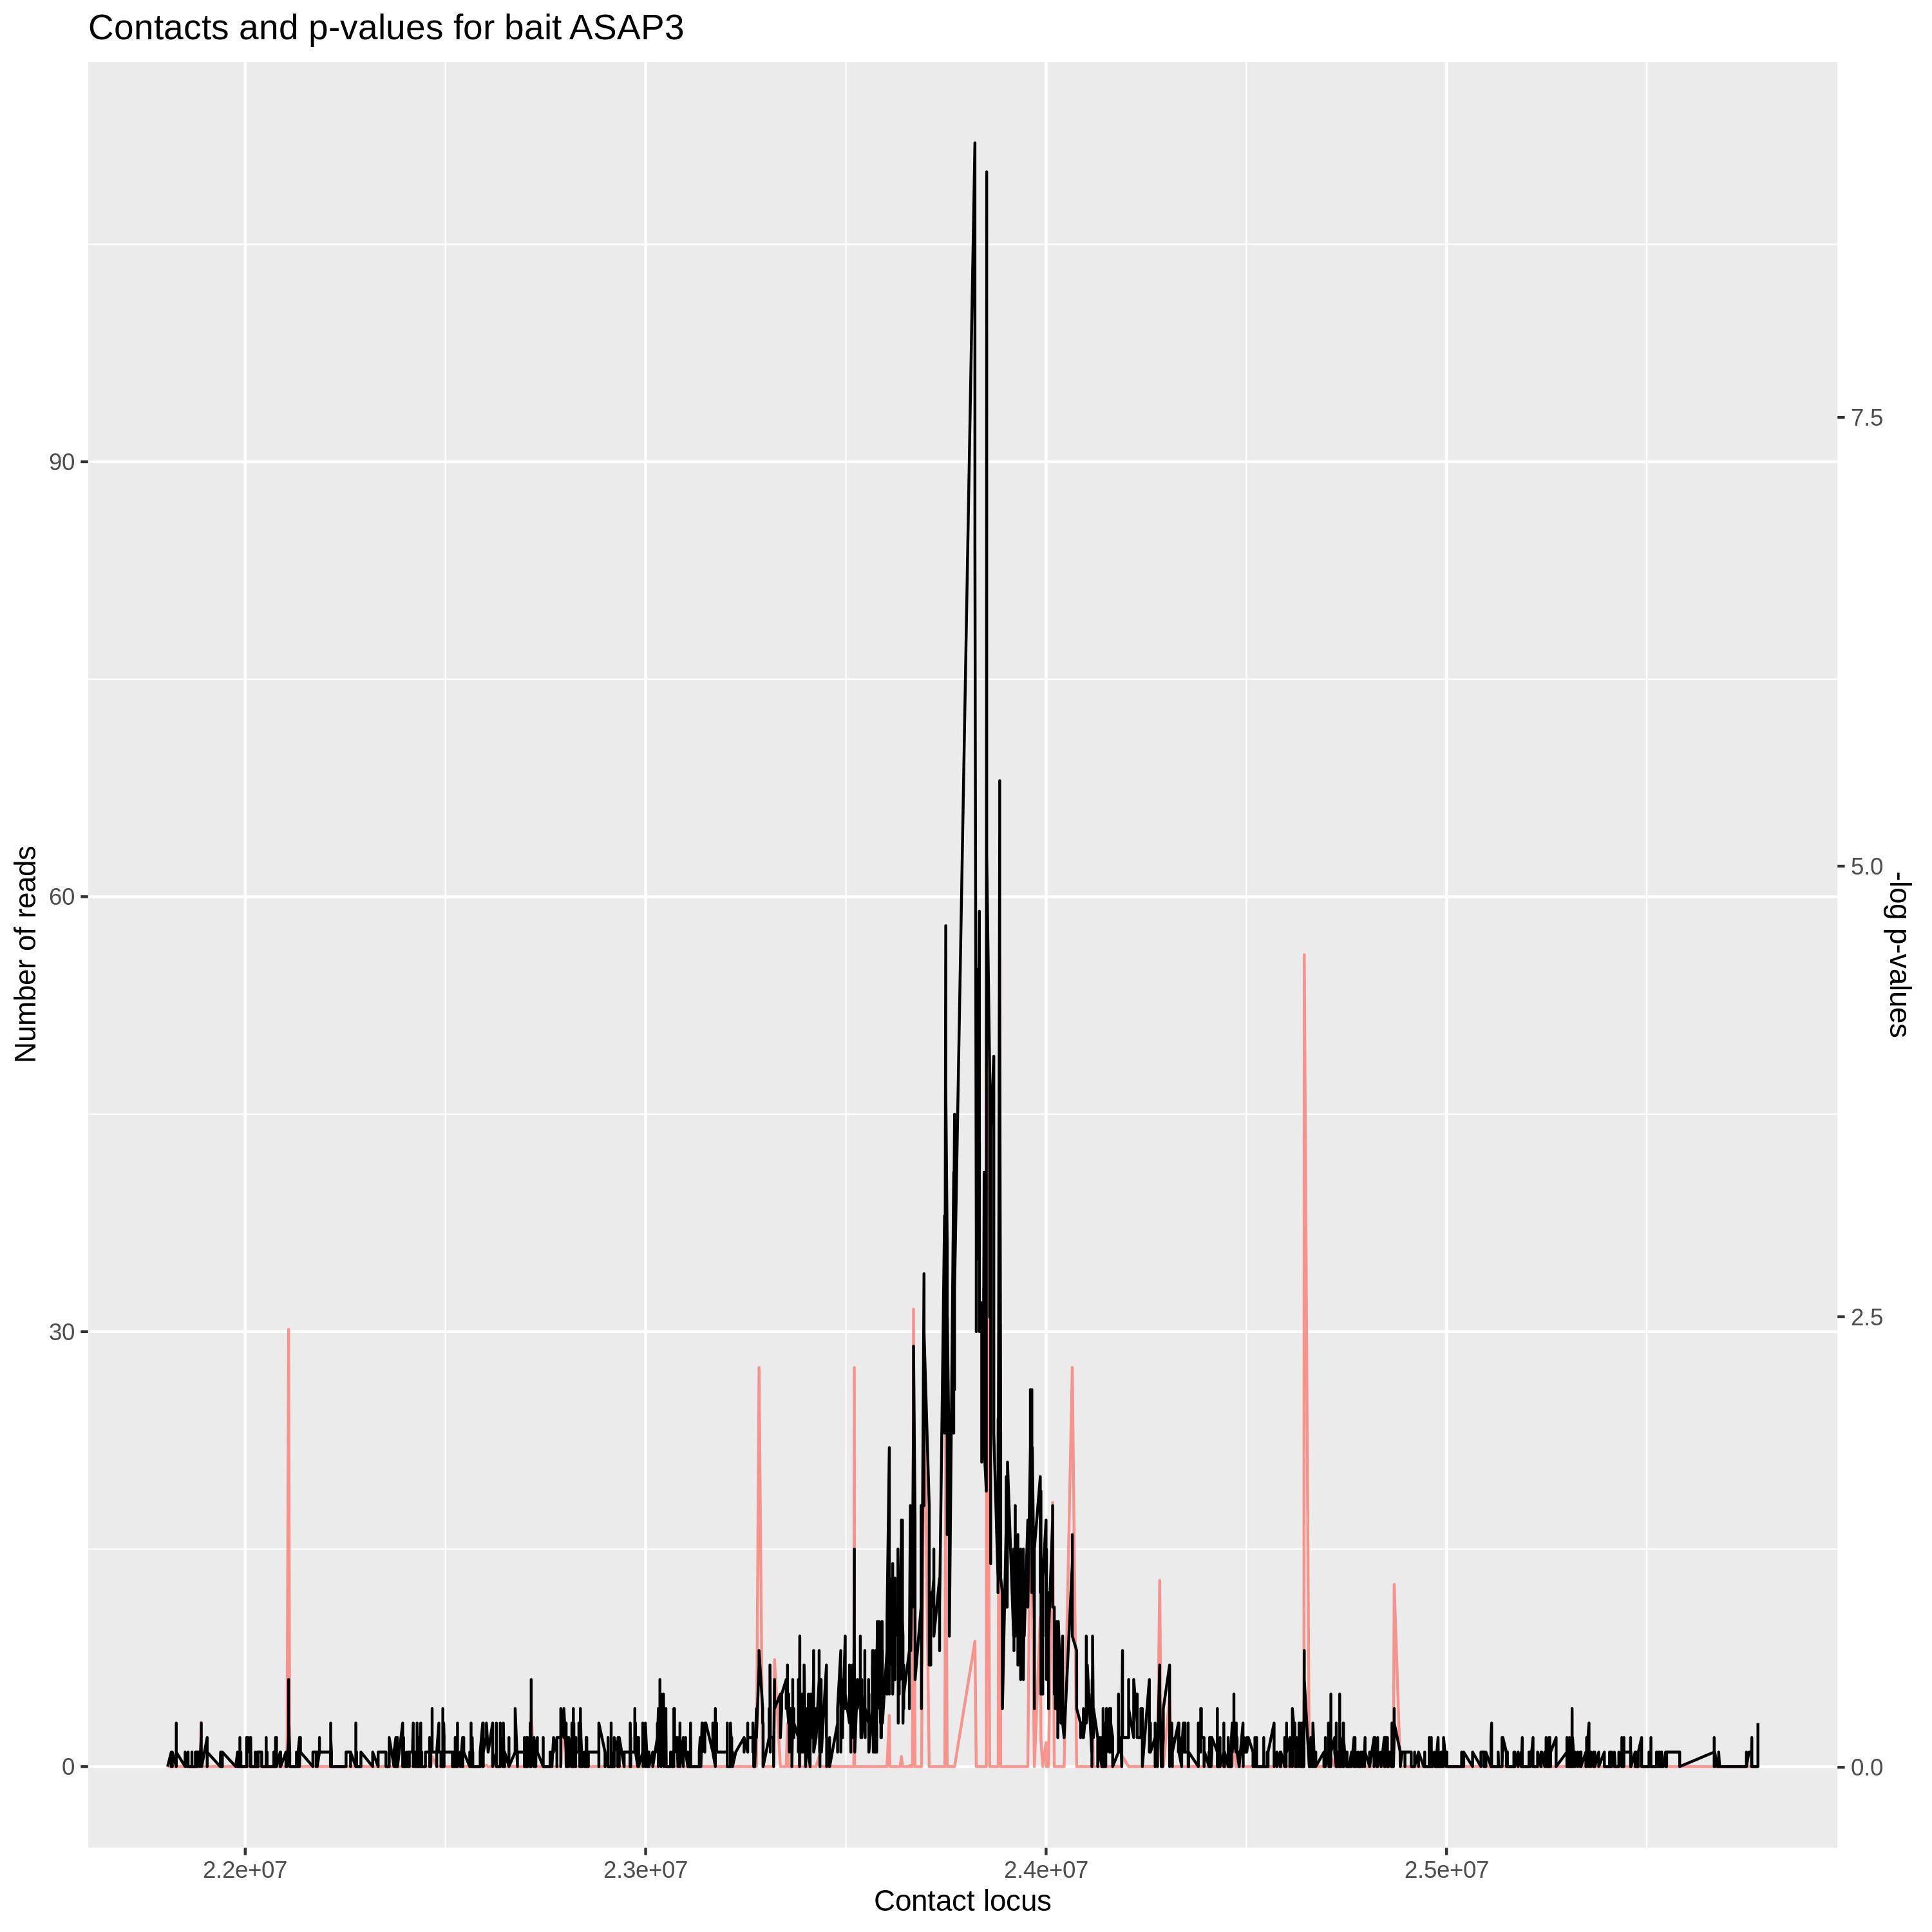 Contacts and p-values for bait ASAP3
90
60
30
0
7.5
5.0
2.5
0.0
Number of reads
-log p-values
2.2e+07
2.3e+07
2.4e+07
2.5e+07
Contact locus